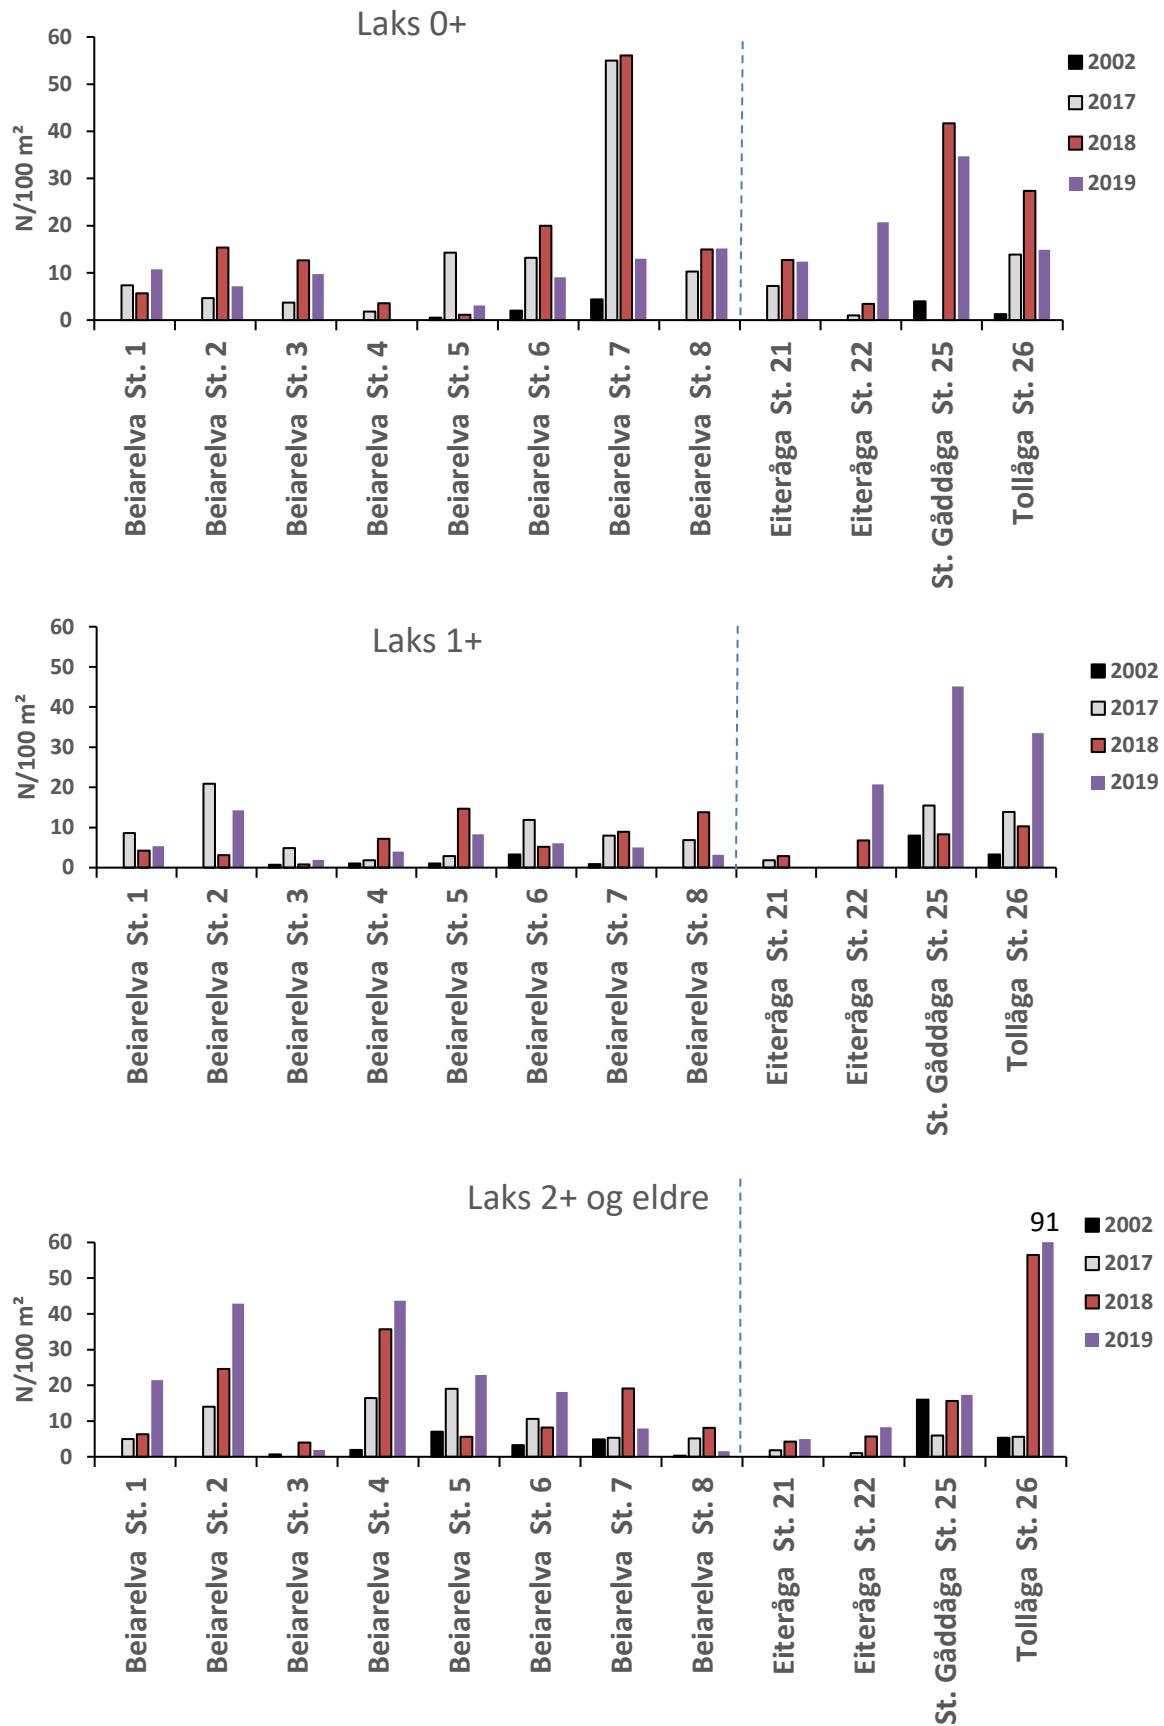 Laks 0+
60
50
40
30
20
10
0
N/100 m²
2002
2017
2018
2019
Beiarelva St. 1
Beiarelva St. 2
Beiarelva St. 3
Beiarelva St. 4
Beiarelva St. 5
Beiarelva St. 6
Beiarelva St. 7
Beiarelva St. 8
Eiteråga St. 21
Eiteråga St. 22
St. Gåddåga St. 25
Tollåga St. 26
Laks 1+
60
50
40
30
20
10
0
N/100 m²
2002
2017
2018
2019
Beiarelva St. 1
Beiarelva St. 2
Beiarelva St. 3
Beiarelva St. 4
Beiarelva St. 5
Beiarelva St. 6
Beiarelva St. 7
Beiarelva St. 8
Eiteråga St. 21
Eiteråga St. 22
St. Gåddåga St. 25
Tollåga St. 26
Laks 2+ og eldre
91
60
50
40
30
20
10
0
N/100 m²
2002
2017
2018
2019
Beiarelva St. 1
Beiarelva St. 2
Beiarelva St. 3
Beiarelva St. 4
Beiarelva St. 5
Beiarelva St. 6
Beiarelva St. 7
Beiarelva St. 8
Eiteråga St. 21
Eiteråga St. 22
St. Gåddåga St. 25
Tollåga St. 26